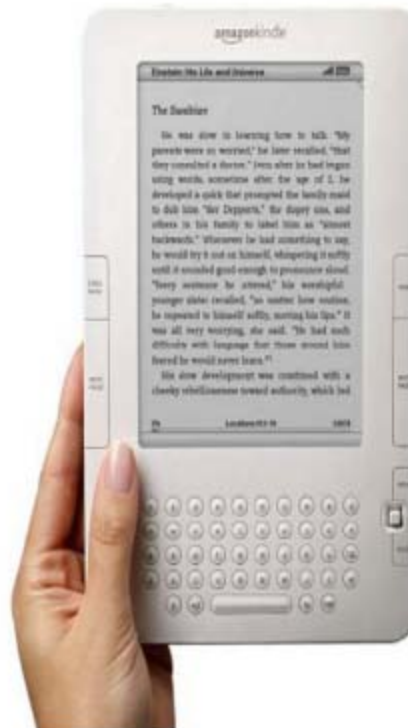 amazonkindle
Einstein: His Life and Universe
The Swabian
He was slow in learning how to talk. "My
parents were so worried," he later recalled, "that
they consulted a doctor." Even after he had begun
using words, sometime after the age of 2, he
developed a quirk that prompted the family maid
to dub him "der Depperte," the dopey one, and
others in his family to label him as "almost
backwards." Whenever he had something to say,
he would try it out on himself, whispering it softly
until it sounded good enough to pronounce aloud.
"Every sentence he uttered," his worshipful
younger sister recalled, "no matter how routine,
he repeated to himself softly, moving his lips." It
was all very worrying, she said. "He had such
difficulty with language that those around him
feared he would never learn."
His slow development was combined with a
cheeky rebelliousness toward authority, which led
Locations